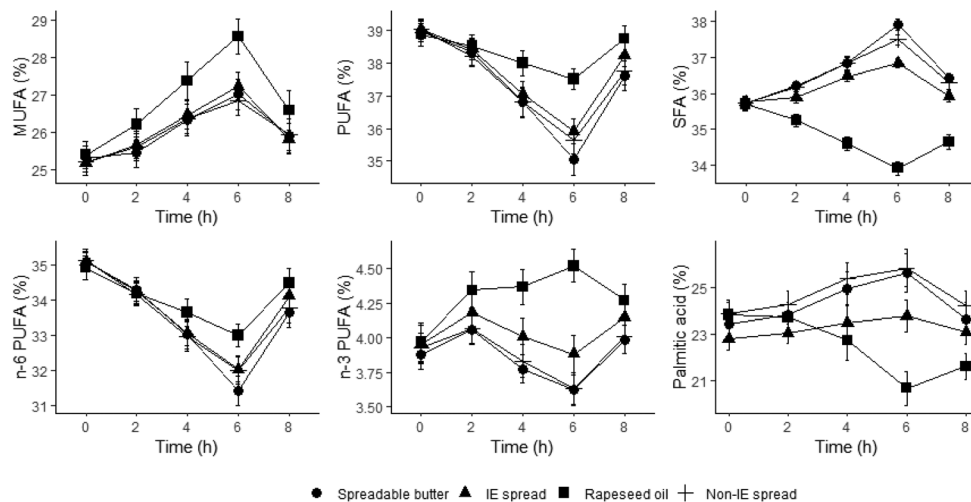 MUFA (%)
29
28
27
26
25
0 2 4 6 8
Time (h)
PUFA (%)
39
38
37
36
35
0 2 4 6 8
Time (h)
SFA (%)
38
37
36
35
34
0 2 4 6 8
Time (h)
n-6 PUFA (%)
35
34
33
32
31
0 2 4 6 8
Time (h)
n-3 PUFA (%)
4.50
4.25
4.00
3.75
3.50
0 2 4 6 8
Time (h)
Palmitic acid (%)
25
23
21
0 2 4 6 8
Time (h)
Spreadable butter IE spread Rapeseed oil Non-IE spread